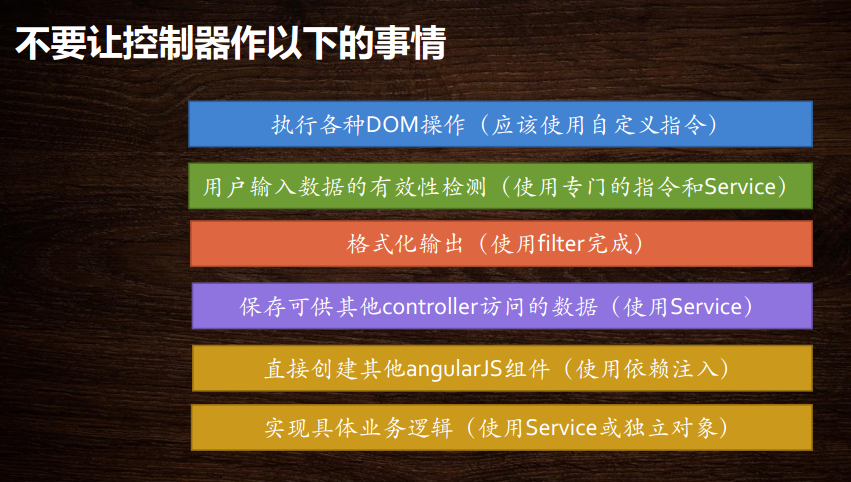 不要让控制器作以下的事情
执行各种DOM操作（应该使用自定义指令）
用户输入数据的有效性检测（使用专门的指令和Service）
格式化输出（使用filter完成）
保存可供其他controller访问的数据（使用Service）
直接创建其他angularJS组件（使用依赖注入）
实现具体业务逻辑（使用Service或独立对象）